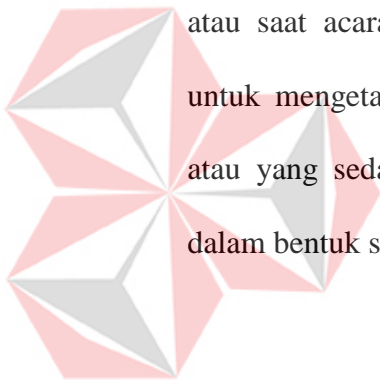 atau saat acara
untuk mengeta
atau yang seda
dalam bentuk s